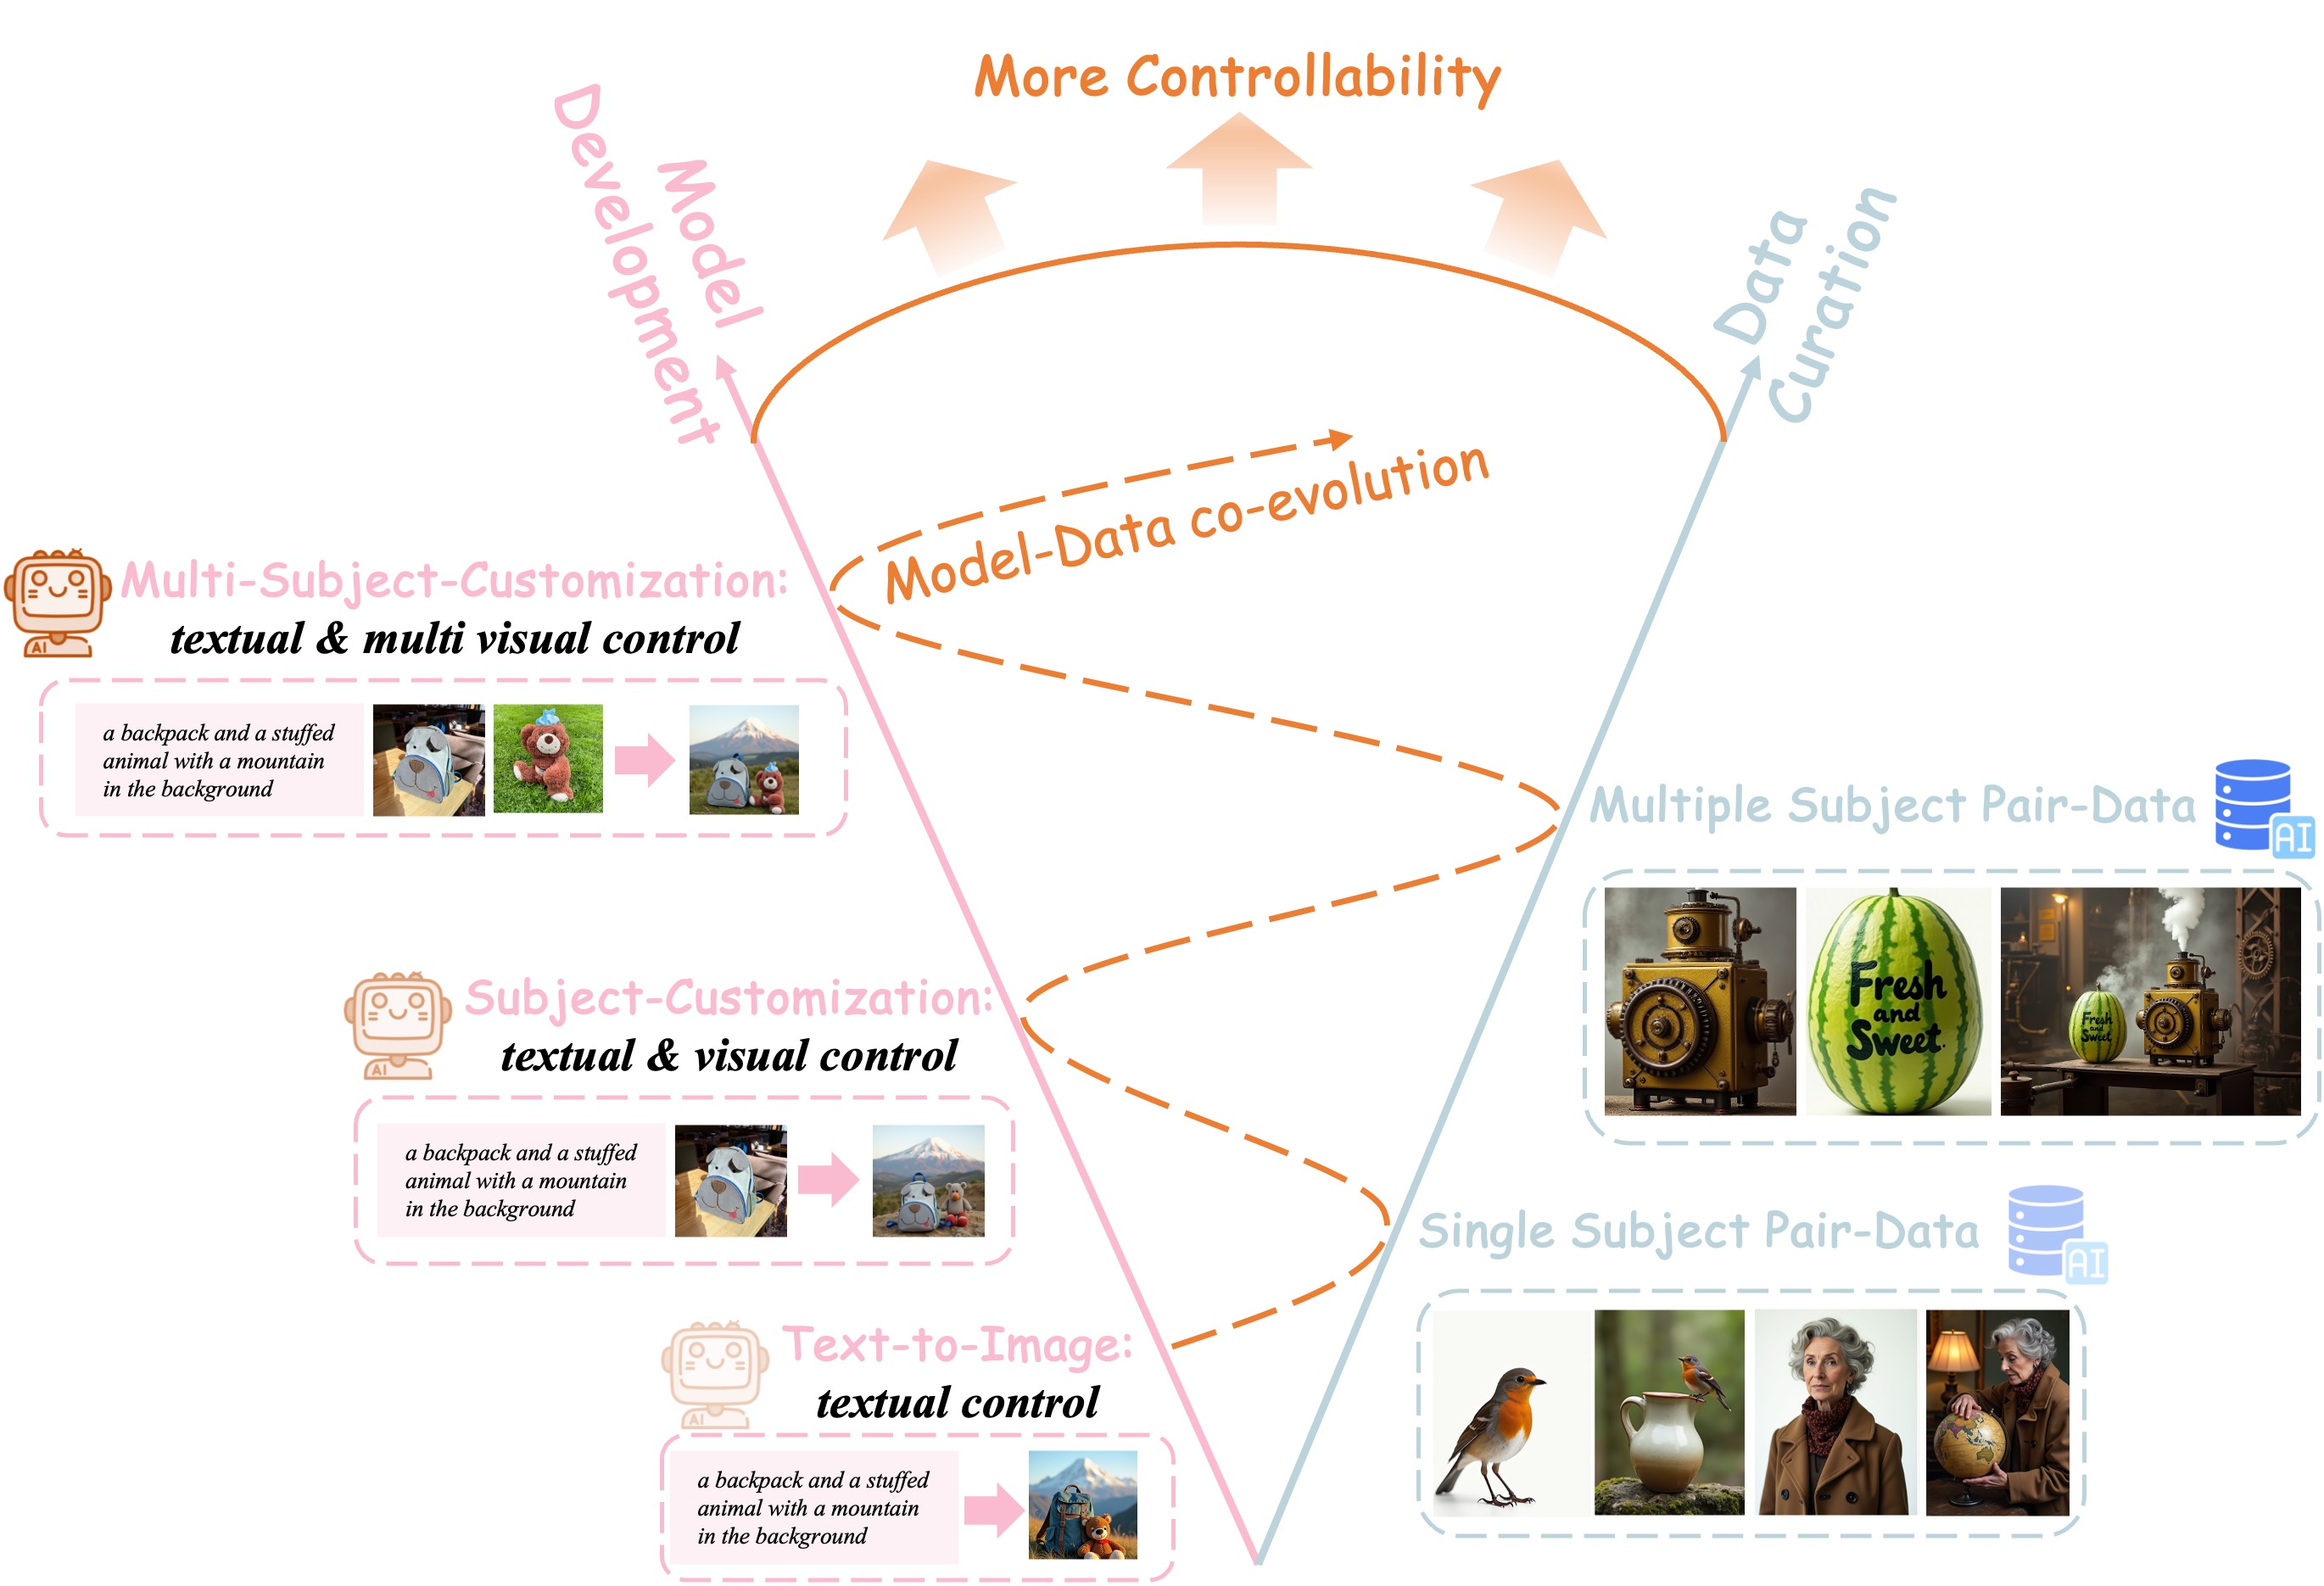 More Controllability
Model
Development
Data
Curation
Model-Data co-evolution
Multi-Subject-Customization:
textual & multi visual control
AI
a backpack and a stuffed
animal with a mountain
in the background
Multiple Subject Pair-Data
AI
Fresh
and
Sweet.
Fresh
and
Sweet
Subject-Customization:
textual & visual control
AI
a backpack and a stuffed
animal with a mountain
in the background
Single Subject Pair-Data
AI
Text-to-Image:
textual control
AI
a backpack and a stuffed
animal with a mountain
in the background